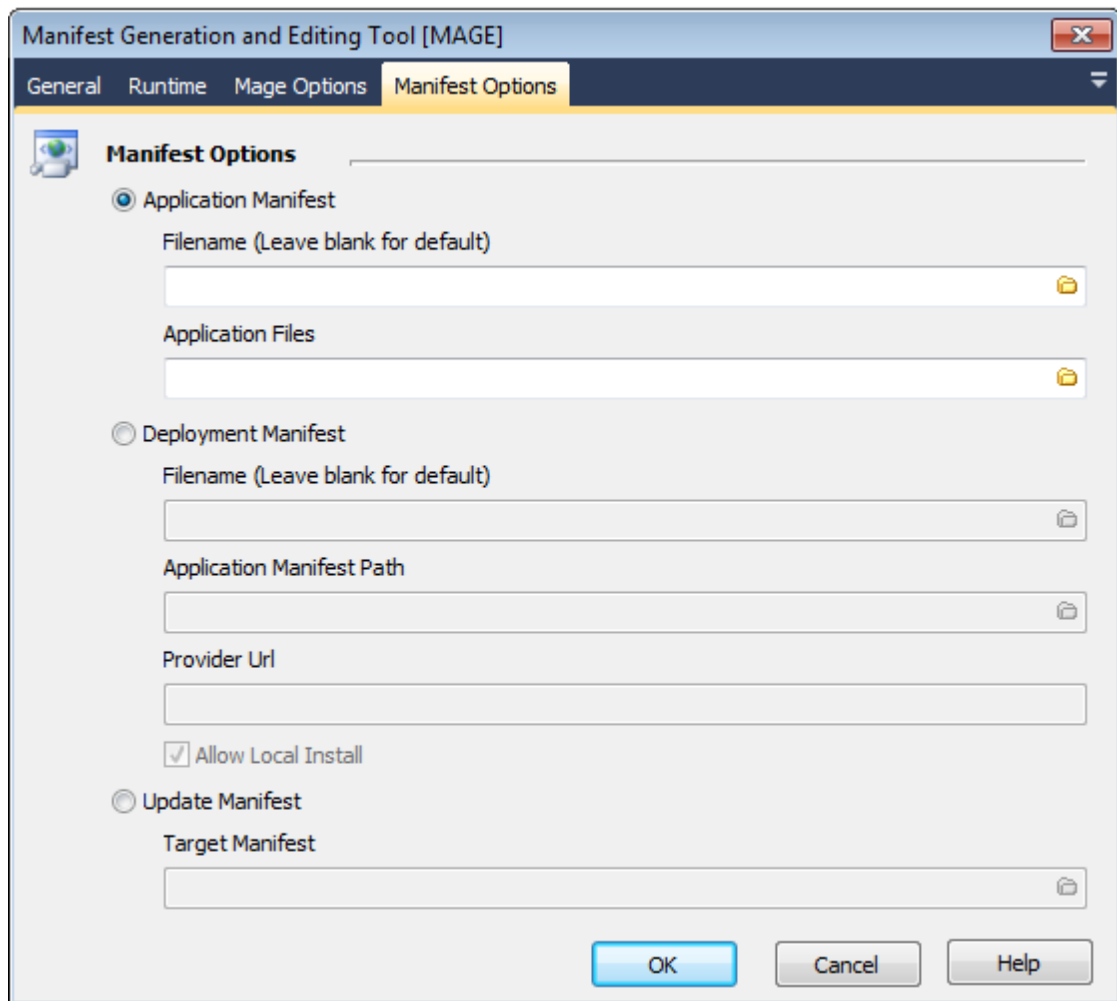 Manifest Generation and Editing Tool [MAGE]
General Runtime Mage Options Manifest Options
Manifest Options
Application Manifest
Filename (Leave blank for default)
Application Files
Deployment Manifest
Filename (Leave blank for default)
Application Manifest Path
Provider Url
Allow Local Install
Update Manifest
Target Manifest
OK Cancel Help